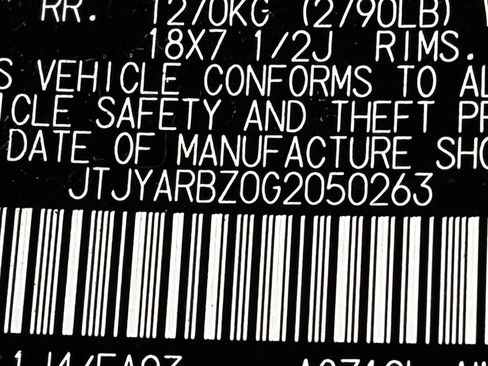 RR. 1270KG (2790LB)
18X7 1/2J RIMS.
S VEHICLE CONFORMS TO AL
ICLE SAFETY AND THEFT PR
DATE OF MANUFACTURE SHO
JTJYARBZ0G2050263